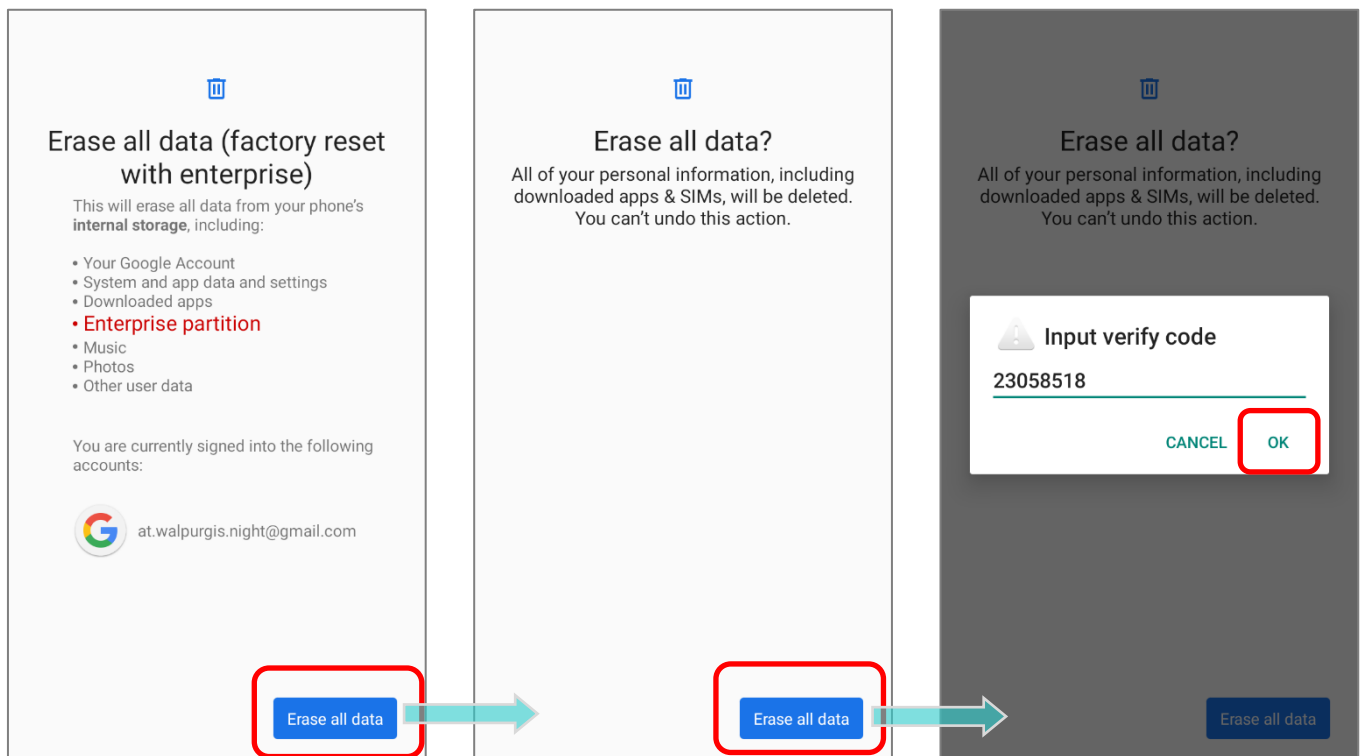 Erase all data (factory reset
with enterprise)
This will erase all data from your phone's
internal storage, including:
• Your Google Account
• System and app data and settings
• Downloaded apps
• Enterprise partition
• Music
• Photos
• Other user data
You are currently signed into the following
accounts:
at.walpurgis.night@gmail.com
Erase all data
Erase all data?
All of your personal information, including
downloaded apps & SIMs, will be deleted.
You can't undo this action.
Erase all data
Erase all data?
All of your personal information, including
downloaded apps & SIMs, will be deleted.
You can't undo this action.
Input verify code
23058518
CANCEL OK
Erase all data